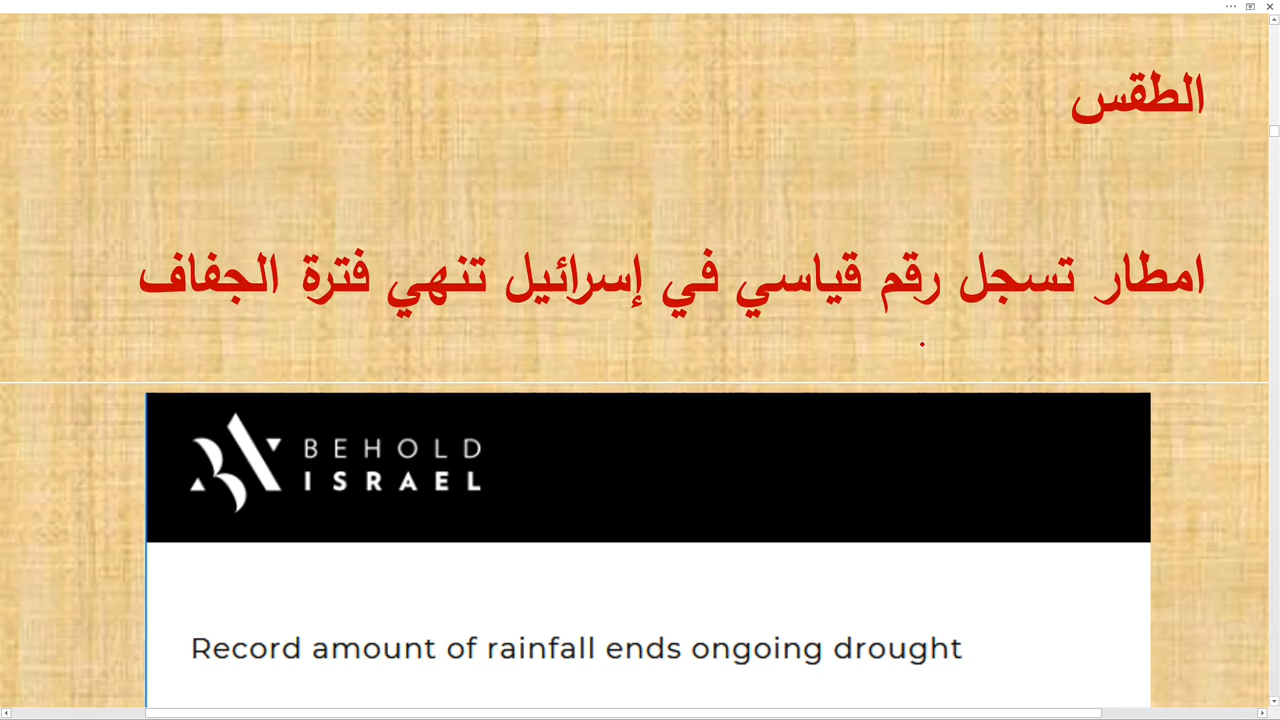 الطقس
امطار تسجل رقم قياسي في إسرائيل تنهي فترة الجفاف
BEHOLD
ISRAEL
Record amount of rainfall ends ongoing drought